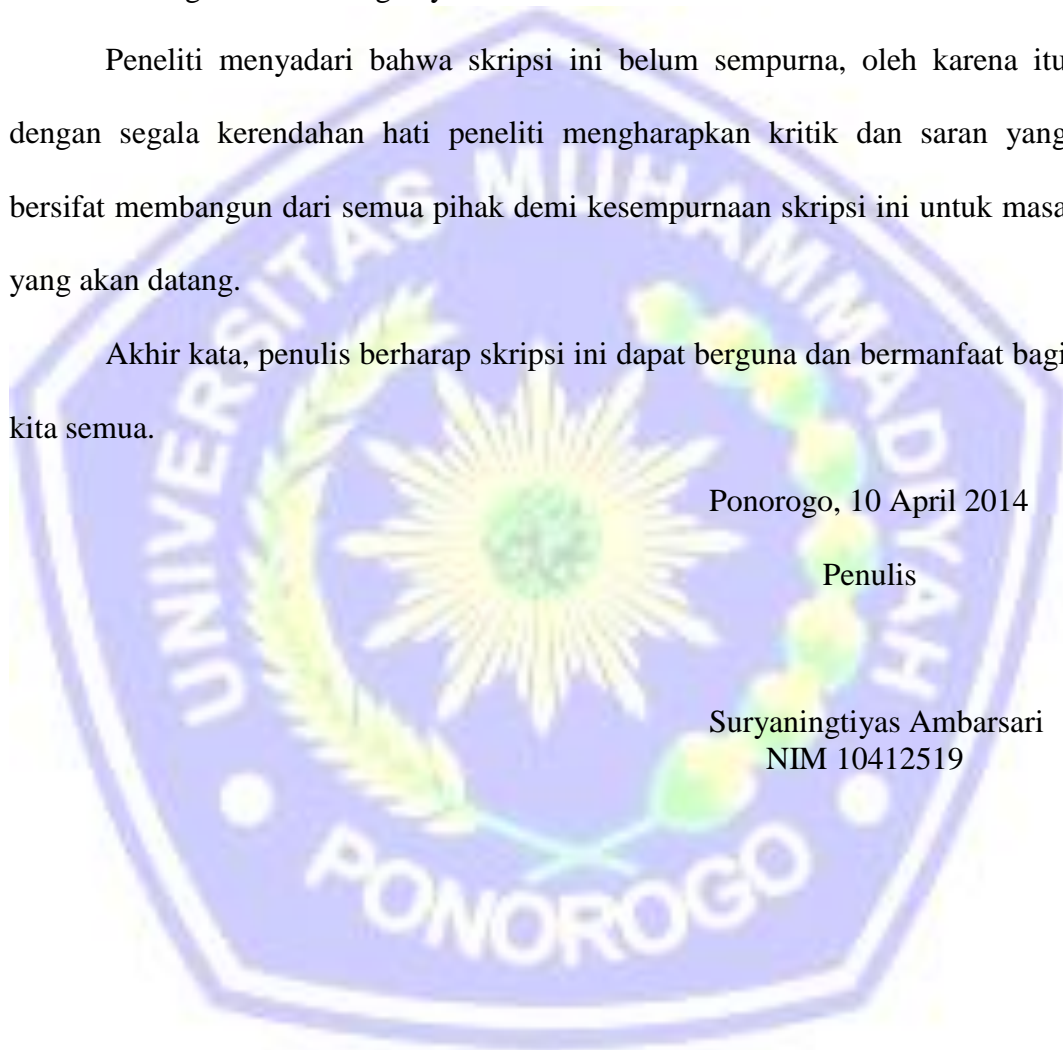 Peneliti menyadari bahwa skripsi ini belum sempurna, oleh karena itu
dengan segala kerendahan hati peneliti mengharapkan kritik dan saran yang
bersifat membangun dari semua pihak demi kesempurnaan skripsi ini untuk masa
yang akan datang.
Akhir kata, penulis berharap skripsi ini dapat berguna dan bermanfaat bagi
kita semua.
Ponorogo, 10 April 2014
Penulis
Suryaningtiyas Ambarsari
NIM 10412519
UNIVERSITAS MUHAMMADIYAH
PONOROGO